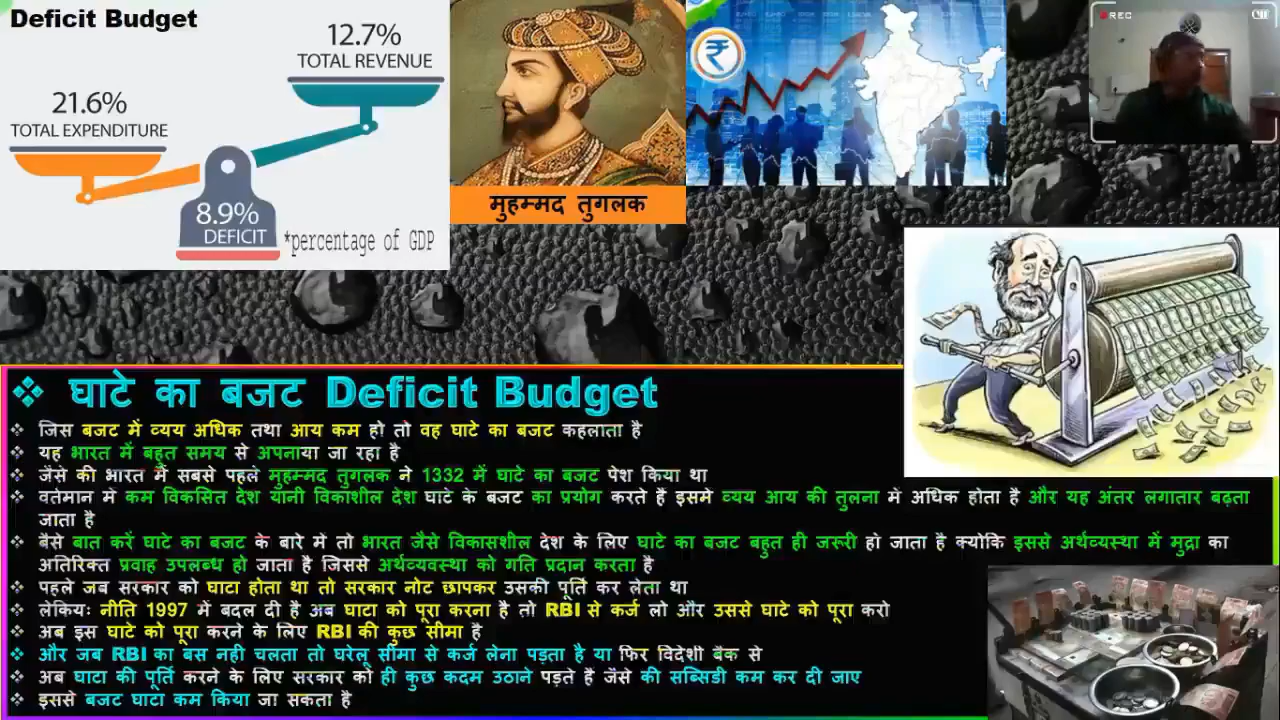 Deficit Budget
12.7%
TOTAL REVENUE
21.6%
TOTAL EXPENDITURE
8.9%
DEFICIT
*percentage of GDP
मुहम्मद तुगलक
₹
REC
❖ घाटे का बजट Deficit Budget
❖ जिस बजट में व्यय अधिक तथा आय कम हो तो वह घाटे का बजट कहलाता है
❖ यह भारत में बहुत समय से अपनाया जा रहा है
❖ जैसे की भारत में सबसे पहले मुहम्मद तुगलक ने 1332 में घाटे का बजट पेश किया था
❖ वर्तमान में कम विकसित देश यानी विकाशील देश घाटे के बजट का प्रयोग करते हैं इसमें व्यय आय की तुलना में अधिक होता है और यह अंतर लगातार बढ़ता
जाता है
❖ बैसे बात करें घाटे का बजट के बारे में तो भारत जैसे विकासशील देश के लिए घाटे का बजट बहुत ही जरूरी हो जाता है क्योकि इससे अर्थव्यस्था में मुद्रा का
अतिरिक्त प्रवाह उपलब्ध हो जाता है जिससे अर्थव्यवस्था को गति प्रदान करता है
❖ पहले जब सरकार को घाटा होता था तो सरकार नोट छापकर उसकी पूर्ति कर लेता था
❖ लेकियः नीति 1997 में बदल दी है अब घाटा को पूरा करना है तो RBI से कर्ज लो और उससे घाटे को पूरा करो
❖ अब इस घाटे को पूरा करने के लिए RBI की कुछ सीमा है
❖ और जब RBI का बस नही चलता तो घरेलू सीमा से कर्ज लेना पड़ता है या फिर विदेशी बैंक से
❖ अब घाटा की पूर्ति करने के लिए सरकार को ही कुछ कदम उठाने पड़ते हैं जैसे की सब्सिडी कम कर दी जाए
❖ इससे बजट घाटा कम किया जा सकता है